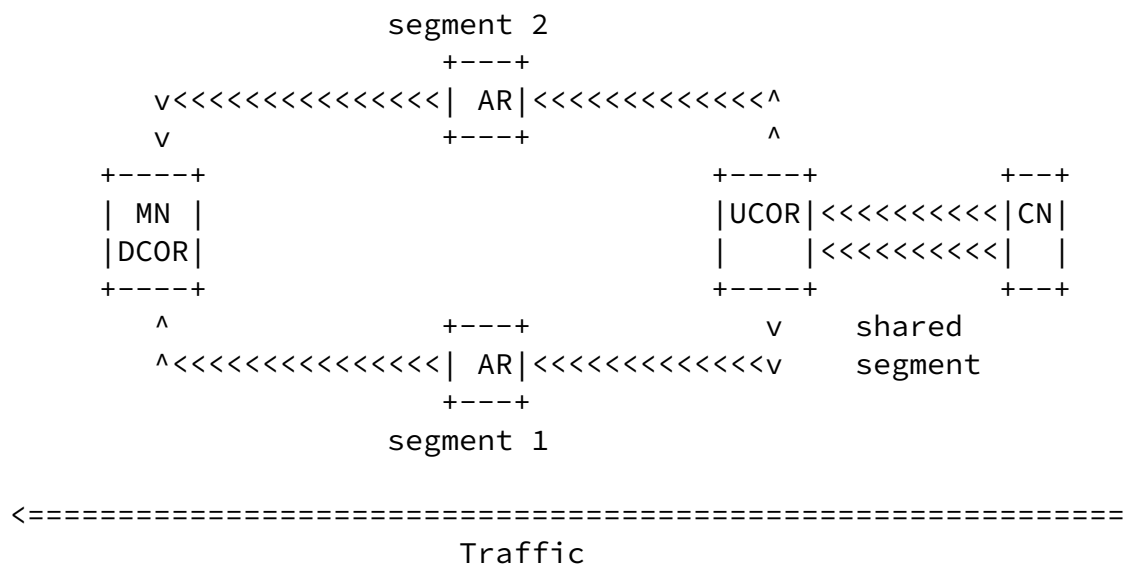 segment 2
                        +---+
        v<<<<<<<<<<<<<<<| AR|<<<<<<<<<<<<<^
        v               +---+             ^
     +----+                            +----+          +--+
     | MN |                            |UCOR|<<<<<<<<<<|CN|
     |DCOR|                            |    |<<<<<<<<<<|  |
     +----+                            +----+          +--+
        ^               +---+             v    shared
        ^<<<<<<<<<<<<<<<| AR|<<<<<<<<<<<<<v    segment
                        +---+
                     segment 1

<=============================================================
                         Traffic